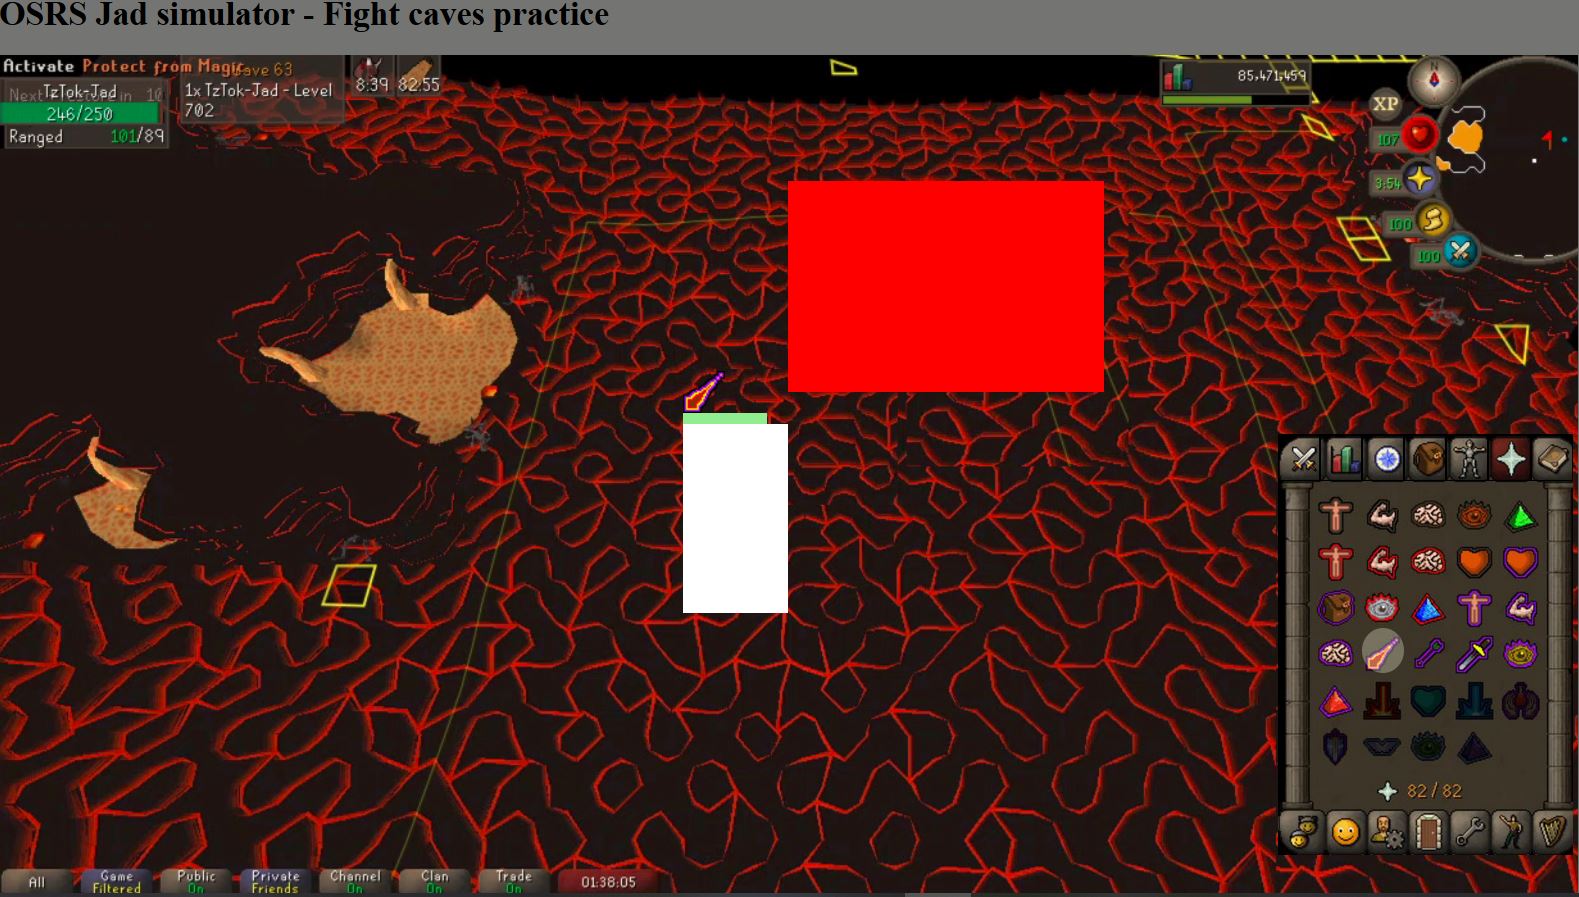 OSRS Jad simulator - Fight caves practice
Activate Protect from Magic
Wave 63
TzTok-Jad
246/250
Ranged 101/89
1x TzTok-Jad - Level
702
8:39
82:55
85,471,459
XP
N
107
3:54
100
100
82 / 82
All
Game
Filtered
Public
On
Private
Friends
Channel
On
Clan
On
Trade
On
01:38:05